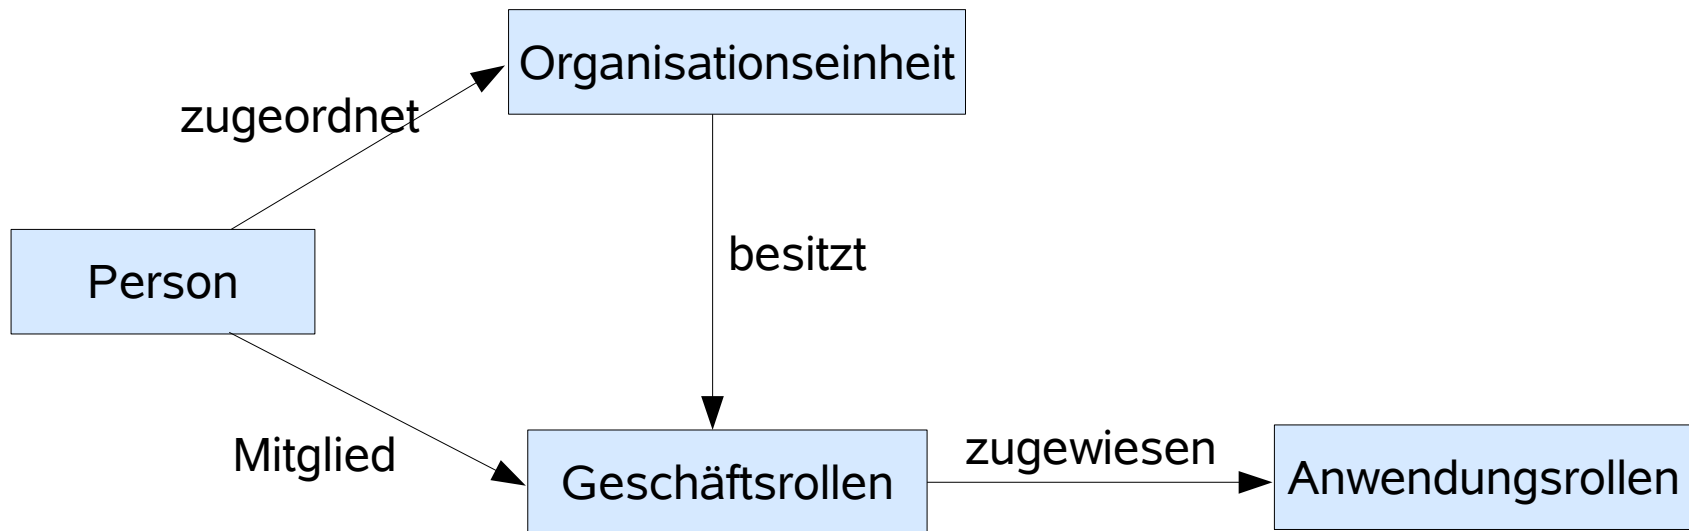 Organisationseinheit
zugeordnet
besitzt
Person
Mitglied
zugewiesen
Geschäftsrollen
Anwendungsrollen